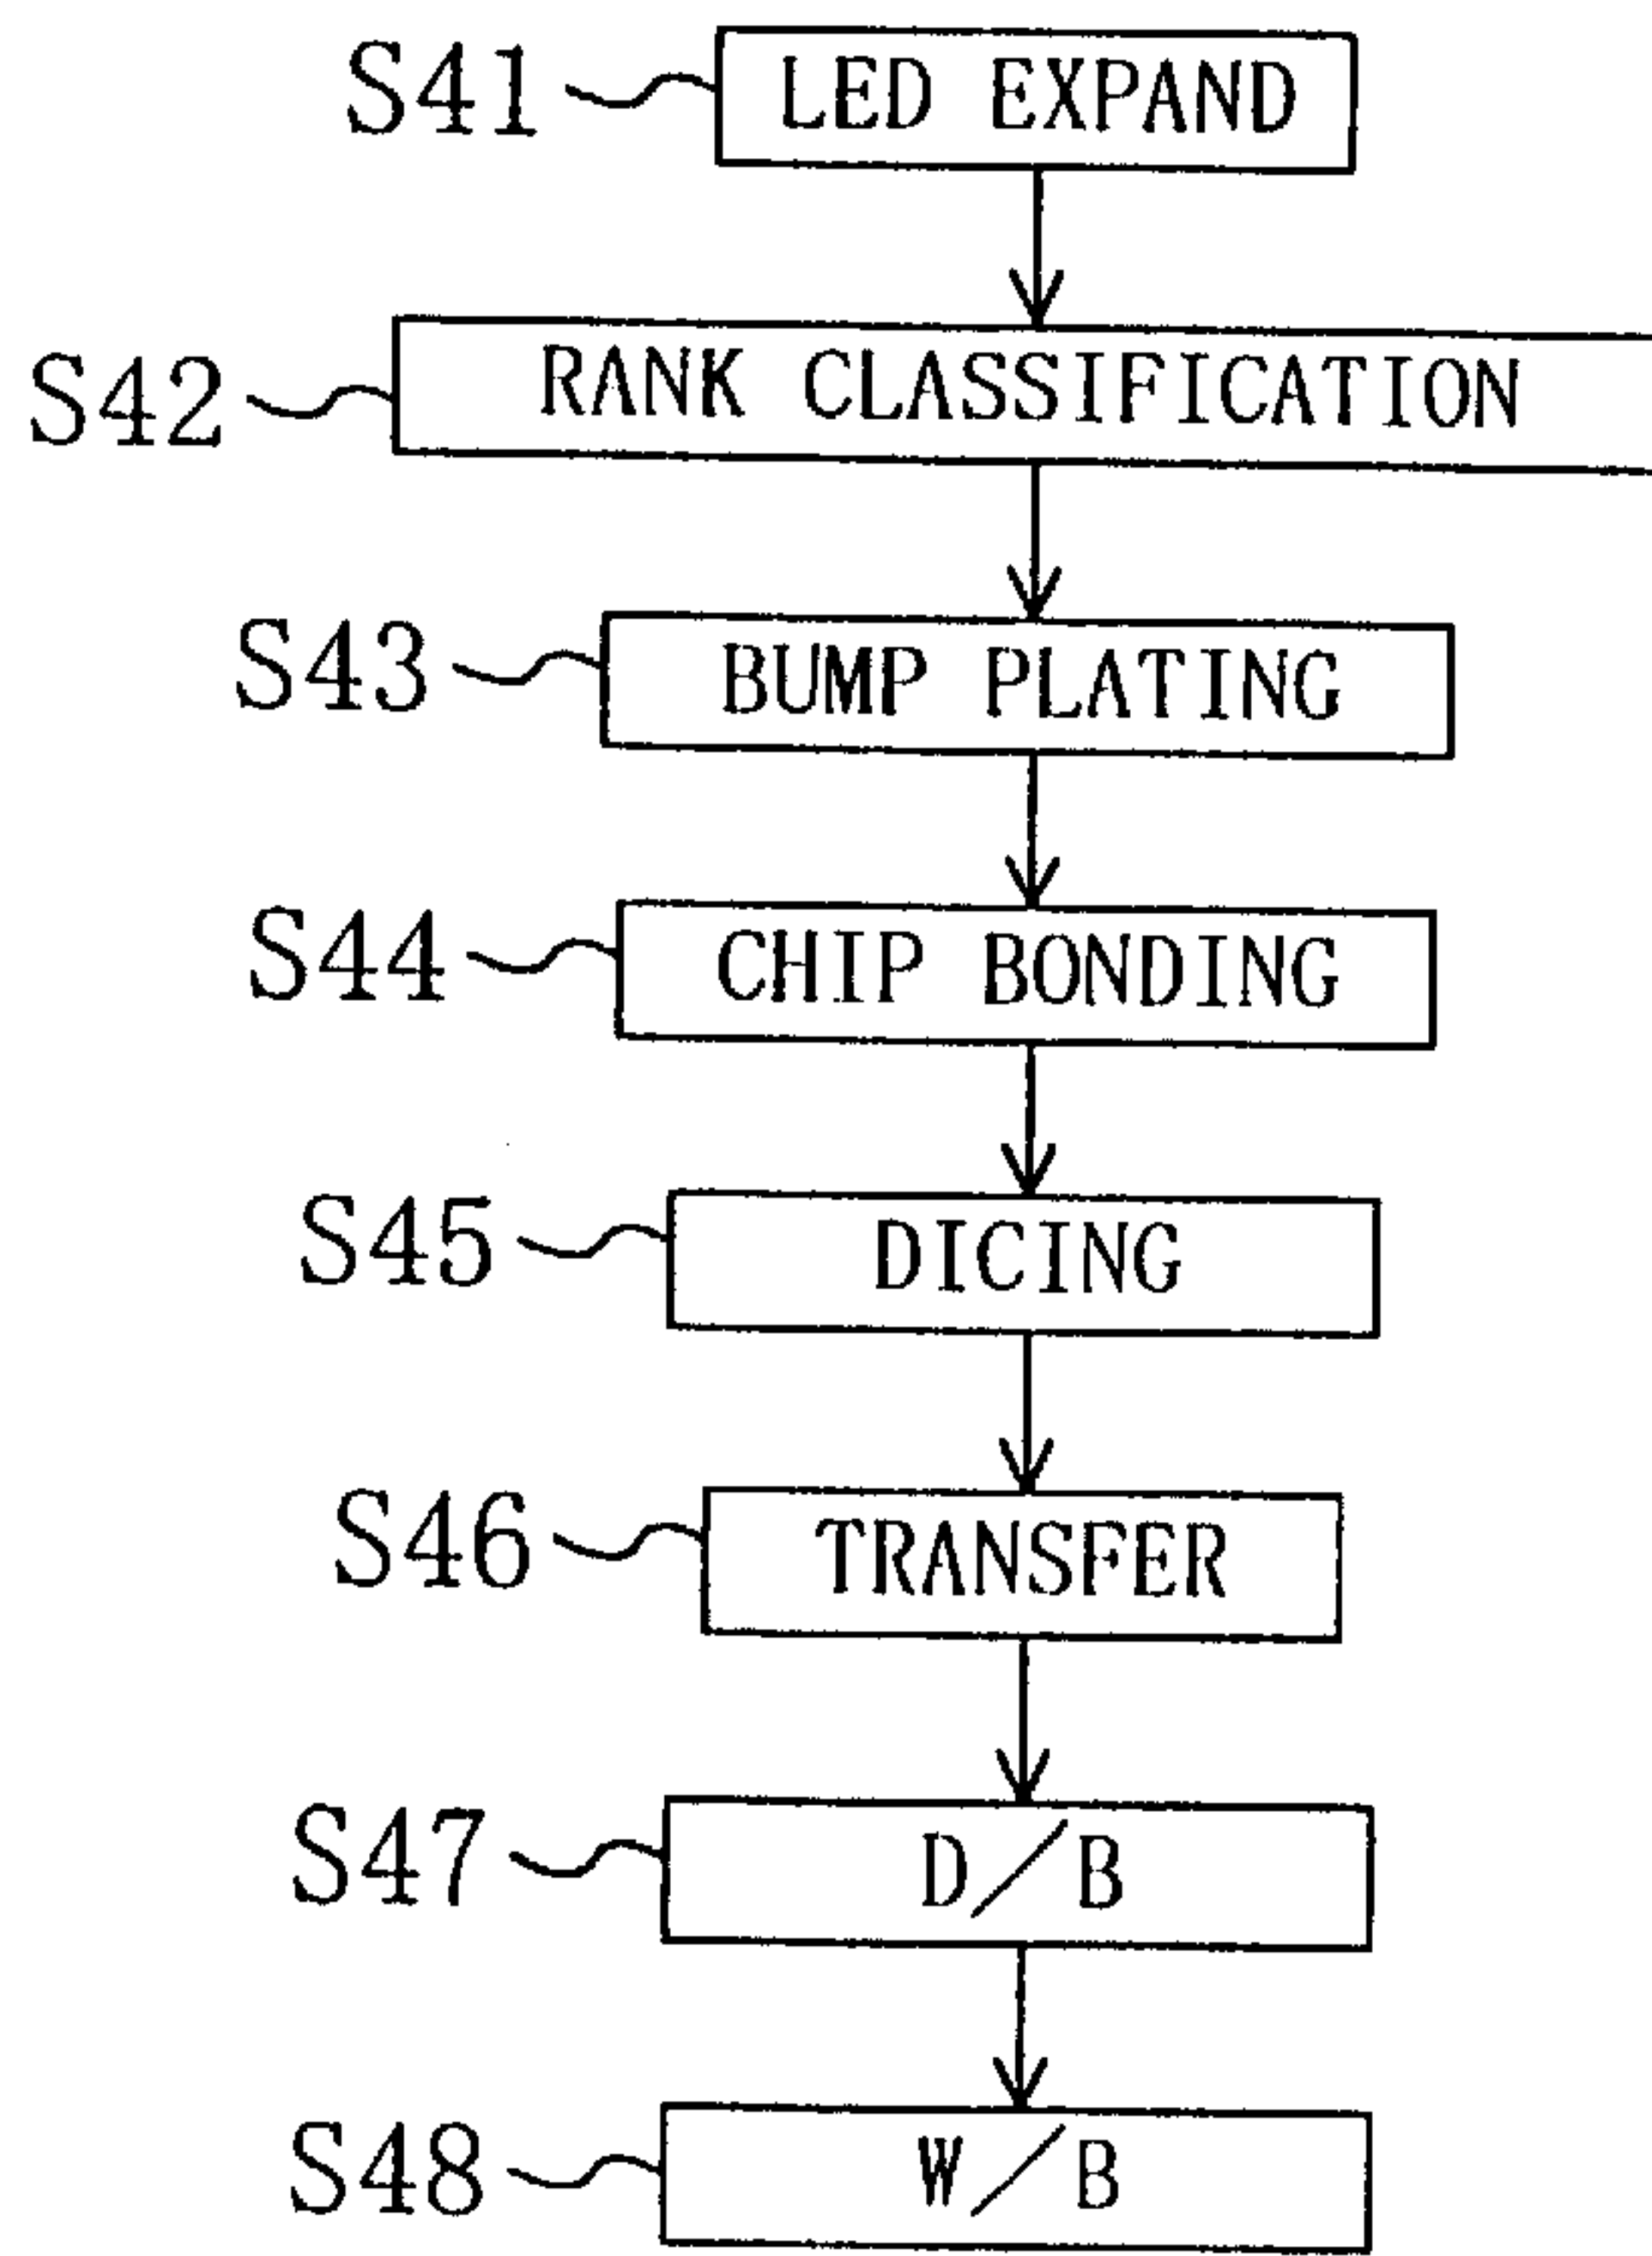 S41 LED EXPAND
S42 RANK CLASSIFICATION
S43 BUMP PLATING
S44 CHIP BONDING
S45 DICING
S46 TRANSFER
S47 D/B
S48 W/B